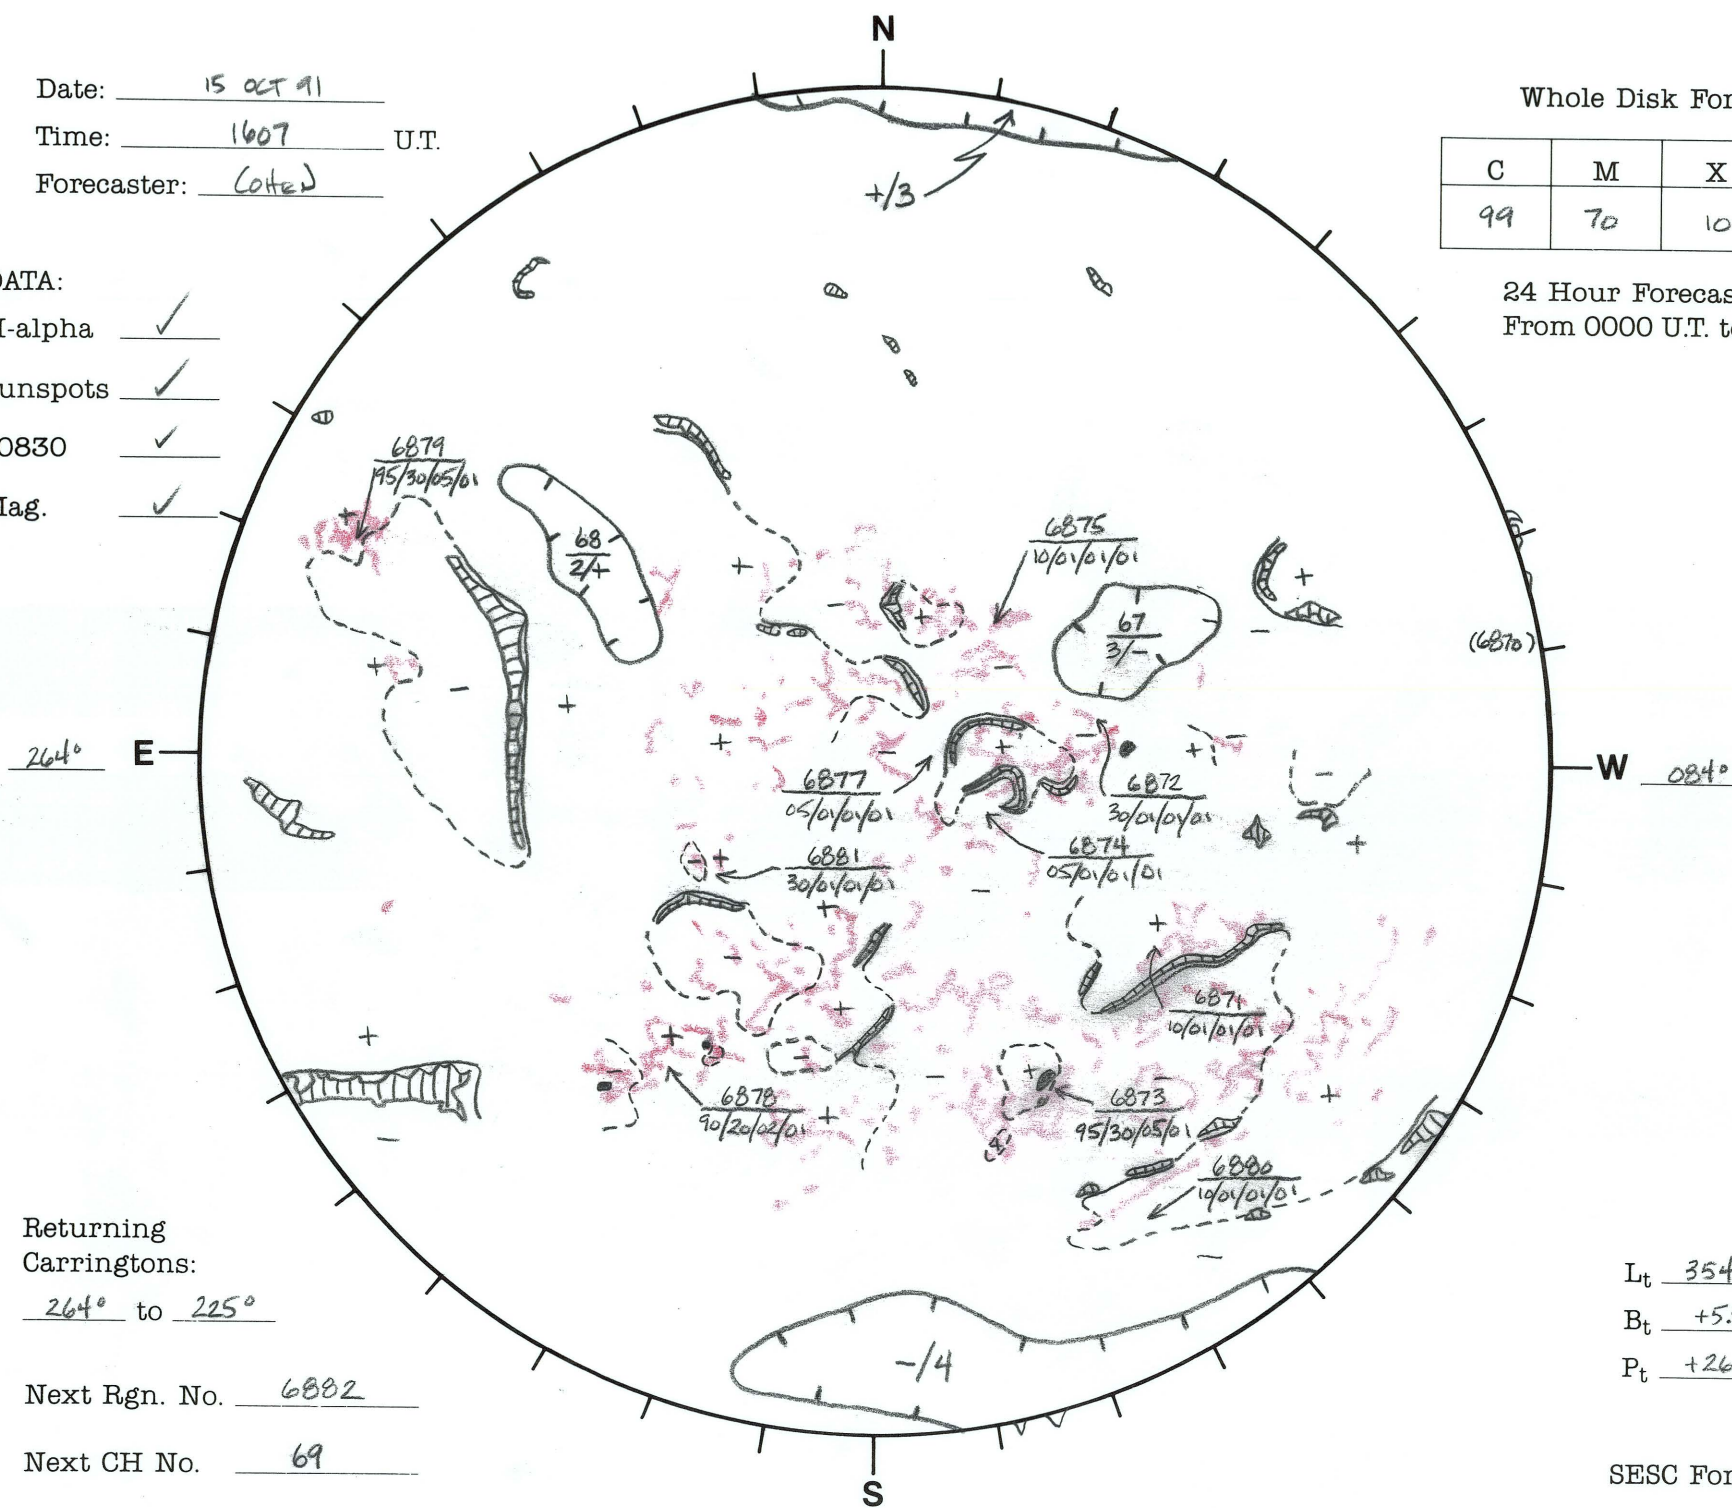 N
Date: 15 OCT 91
Time: 1607 U.T.
Forecaster: COHEN
Whole Disk For
C M X
99 70 10
24 Hour Forecas
From 0000 U.T. to
DATA:
I-alpha ✓
unspots ✓
0830 ✓
Mag. ✓
+/3
6879
95/30/05/01
68
2/+
+
6875
10/01/01/01
67
3/-
(6870)
264° E
W 084°
6877
05/01/01/01
6872
30/01/01/01
6874
05/01/01/01
6881
30/01/01/01
6871
10/01/01/01
6878
90/20/02/01
6873
95/30/05/01
6880
10/01/01/01
-/4
Returning
Carringtons:
264° to 225°
Next Rgn. No. 6882
Next CH No. 69
Lt 354
Bt +5.
Pt +26
SESC For
S